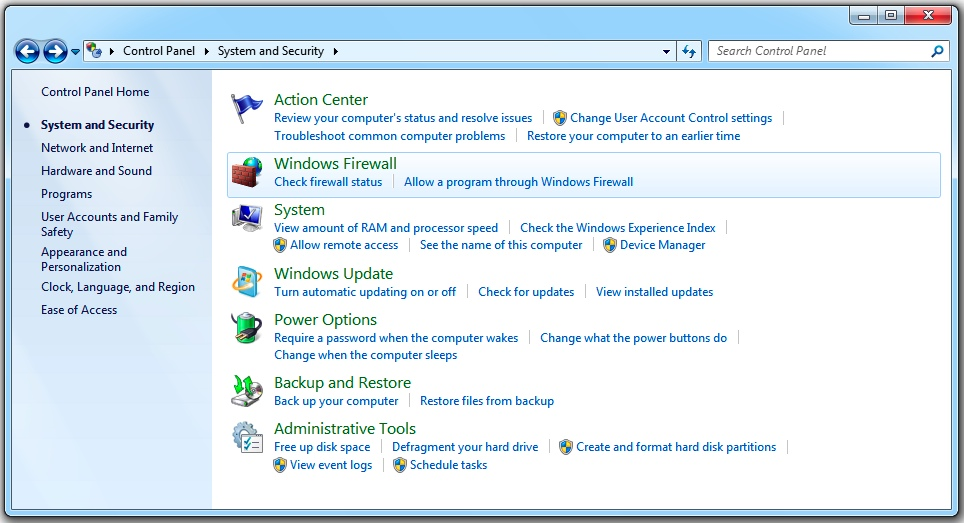 Control Panel System and Security
Search Control Panel
Control Panel Home
System and Security
Network and Internet
Hardware and Sound
Programs
User Accounts and Family
Safety
Appearance and
Personalization
Clock, Language, and Region
Ease of Access
Action Center
Review your computer's status and resolve issues Change User Account Control settings
Troubleshoot common computer problems Restore your computer to an earlier time
Windows Firewall
Check firewall status Allow a program through Windows Firewall
System
View amount of RAM and processor speed Check the Windows Experience Index
Allow remote access See the name of this computer Device Manager
Windows Update
Turn automatic updating on or off Check for updates View installed updates
Power Options
Require a password when the computer wakes Change what the power buttons do
Change when the computer sleeps
Backup and Restore
Back up your computer Restore files from backup
Administrative Tools
Free up disk space Defragment your hard drive Create and format hard disk partitions
View event logs Schedule tasks